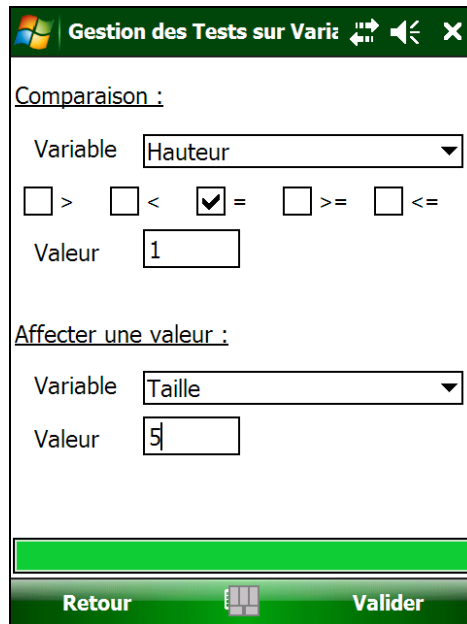 Gestion des Tests sur Varia
Comparaison :
Variable Hauteur
> < = >= <=
Valeur 1
Affecter une valeur :
Variable Taille
Valeur 5
Retour Valider